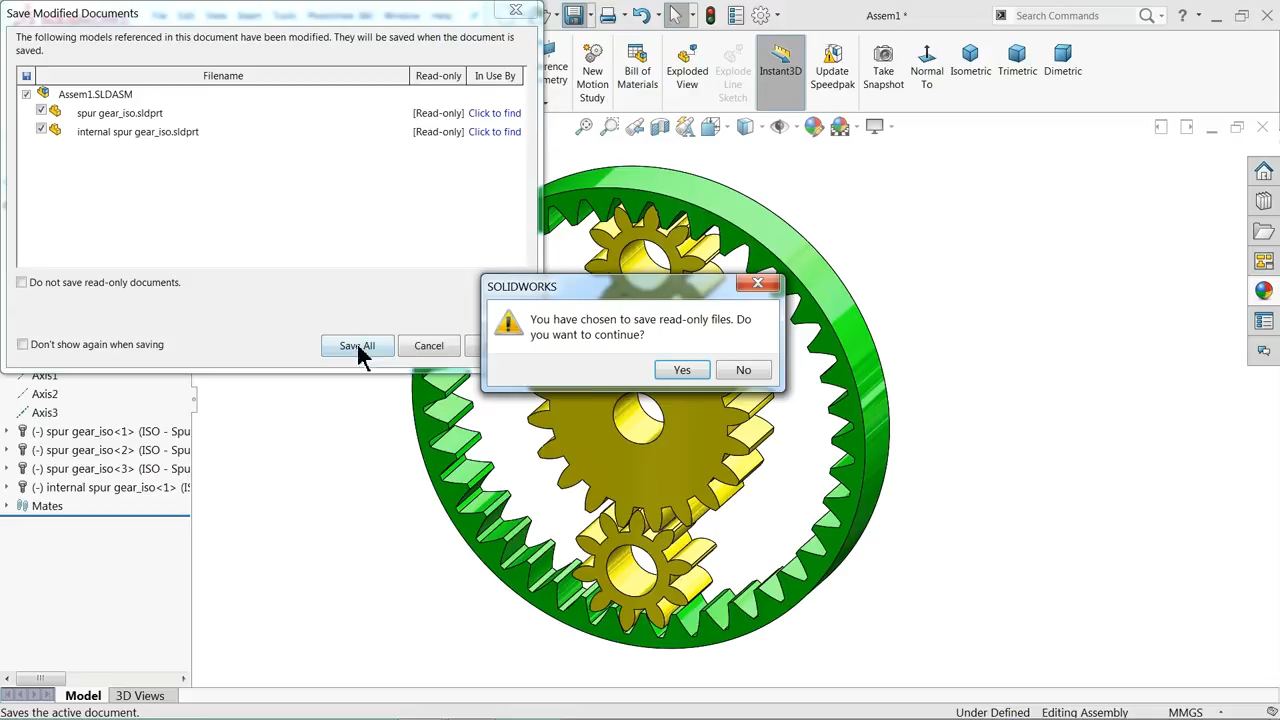 Save Modified Documents
The following models referenced in this document have been modified. They will be saved when the document is
saved.
Filename Read-only In Use By
Assem1.SLDASM
spur gear_iso.sldprt [Read-only] Click to find
internal spur gear_iso.sldprt [Read-only] Click to find
Do not save read-only documents.
Don't show again when saving
Save All Cancel
SOLIDWORKS
You have chosen to save read-only files. Do
you want to continue?
Yes No
Assem1 *
Search Commands
New
Motion
Study
Bill of
Materials
Exploded
View
Explode
Line
Sketch
Instant3D
Update
Speedpak
Take
Snapshot
Normal
To
Isometric
Trimetric
Dimetric
Axis1
Axis2
Axis3
(-) spur gear_iso<1> (ISO - Spu
(-) spur gear_iso<2> (ISO - Spu
(-) spur gear_iso<3> (ISO - Spu
(-) internal spur gear_iso<1> (IS
Mates
Model 3D Views
Saves the active document. Under Defined Editing Assembly MMGS